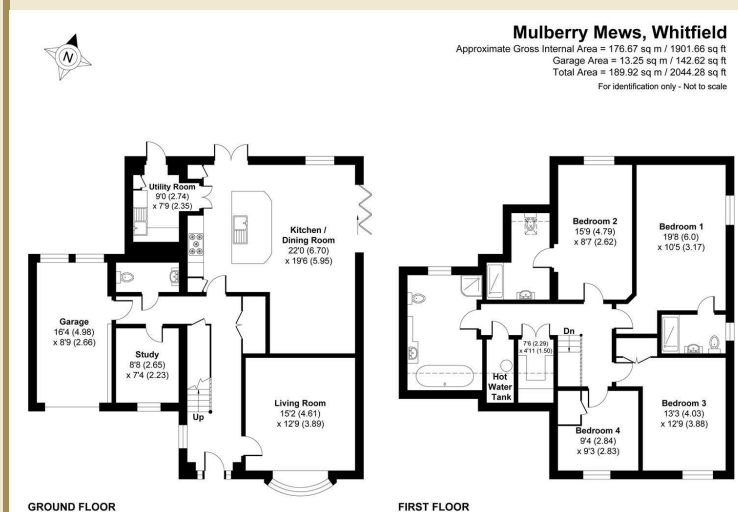 Mulberry Mews, Whitfield
Approximate Gross Internal Area = 176.67 sq m / 1901.66 sq ft
Garage Area = 13.25 sq m / 142.62 sq ft
Total Area = 189.92 sq m / 2044.28 sq ft
For identification only - Not to scale
N
Utility Room
9'0 (2.74)
x 7'9 (2.35)
Kitchen /
Dining Room
22'0 (6.70)
x 19'6 (5.95)
Garage
16'4 (4.98)
x 8'9 (2.66)
Study
8'8 (2.65)
x 7'4 (2.23)
Living Room
15'2 (4.61)
x 12'9 (3.89)
Up
GROUND FLOOR
Bedroom 2
15'9 (4.79)
x 8'7 (2.62)
Bedroom 1
19'8 (6.0)
x 10'5 (3.17)
Dn
7'6 (2.29)
x 4'11 (1.50)
Hot
Water
Tank
Bedroom 3
13'3 (4.03)
x 12'9 (3.88)
Bedroom 4
9'4 (2.84)
x 9'3 (2.83)
FIRST FLOOR